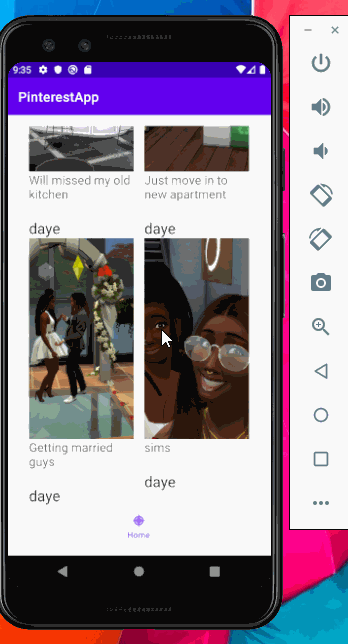 9:35
PinterestApp
Will missed my old
kitchen
daye
Just move in to
new apartment
daye
Getting married
guys
daye
sims
daye
Home